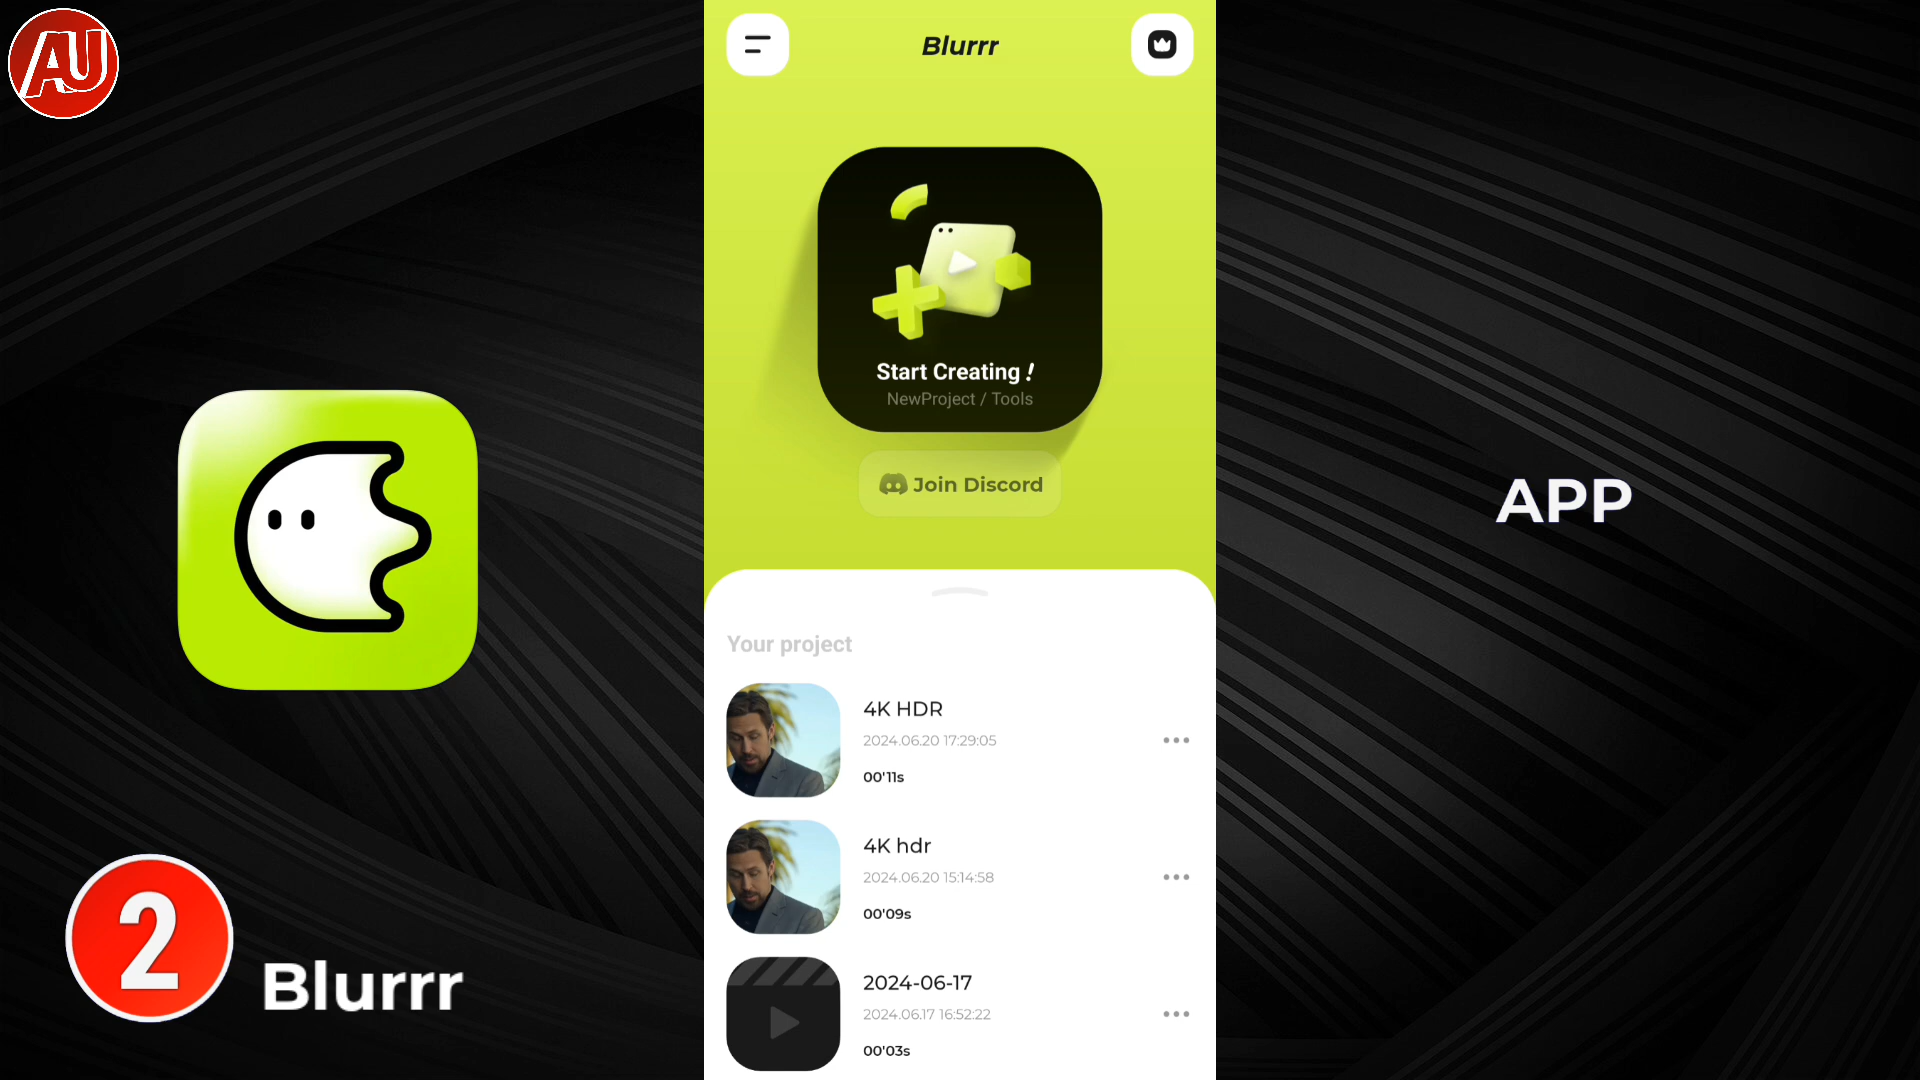 AU
Blurrr
Start Creating !
NewProject / Tools
Join Discord
APP
Your project
4K HDR
2024.06.20 17:29:05
00'11s
4K hdr
2024.06.20 15:14:58
00'09s
2024-06-17
2024.06.17 16:52:22
00'03s
2
Blurrr